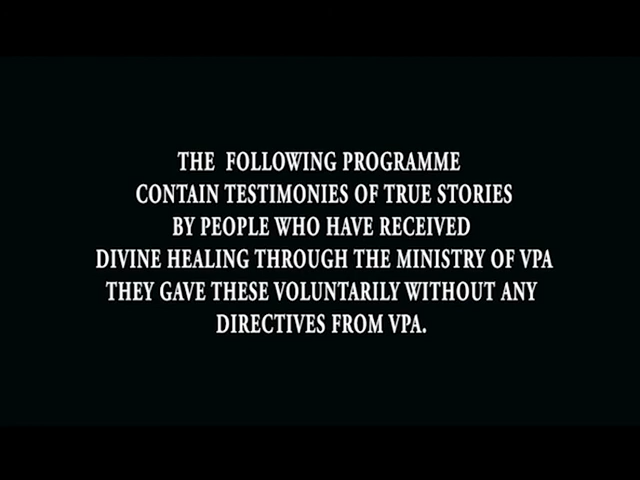 THE FOLLOWING PROGRAMME
CONTAIN TESTIMONIES OF TRUE STORIES
BY PEOPLE WHO HAVE RECEIVED
DIVINE HEALING THROUGH THE MINISTRY OF VPA
THEY GAVE THESE VOLUNTARILY WITHOUT ANY
DIRECTIVES FROM VPA.